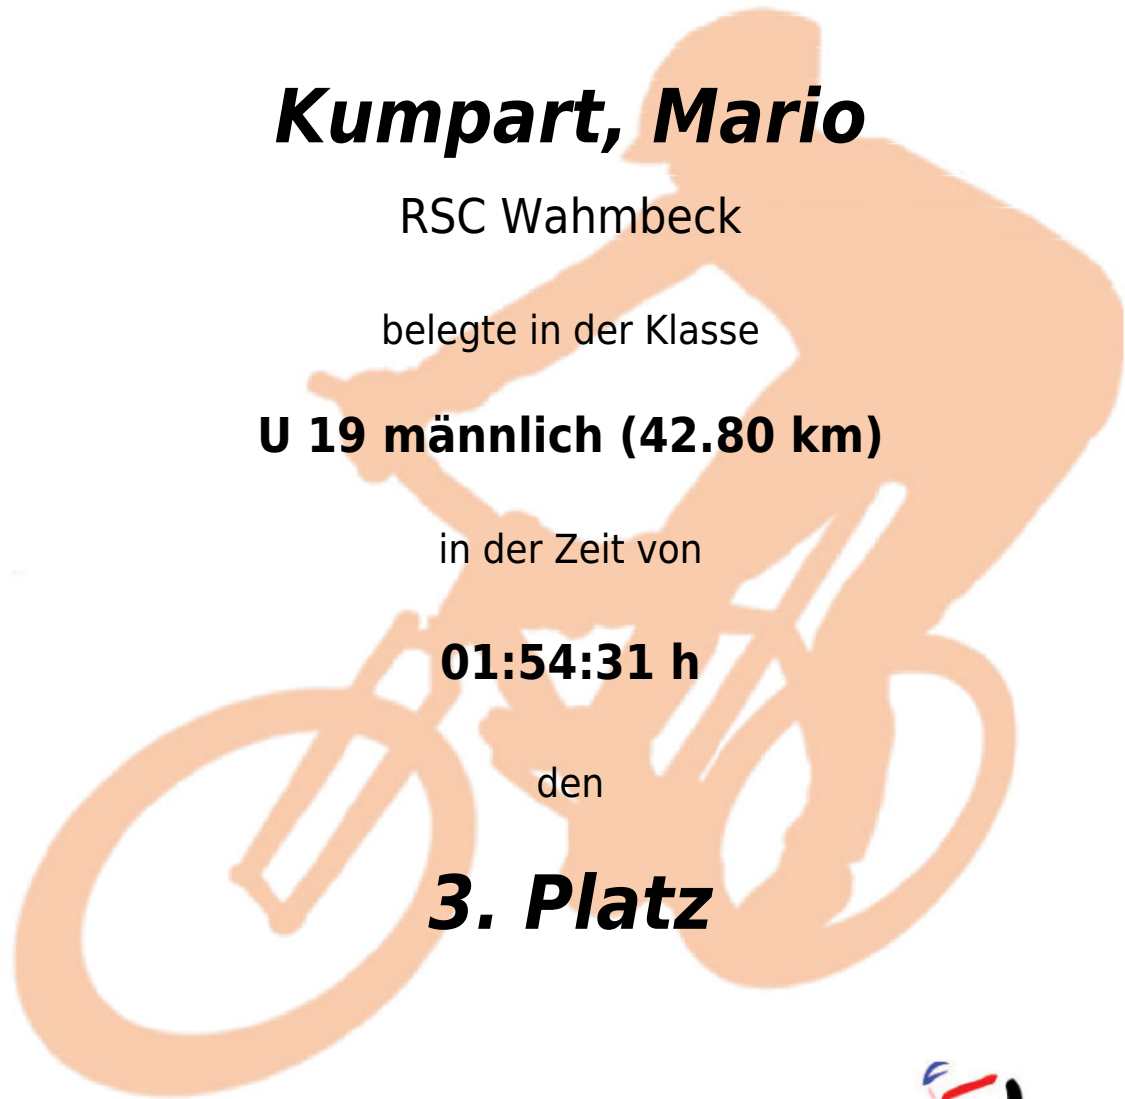 Kumpart, Mario
RSC Wahmbeck
belegte in der Klasse
U 19 männlich (42.80 km)
in der Zeit von
01:54:31 h
den
3. Platz